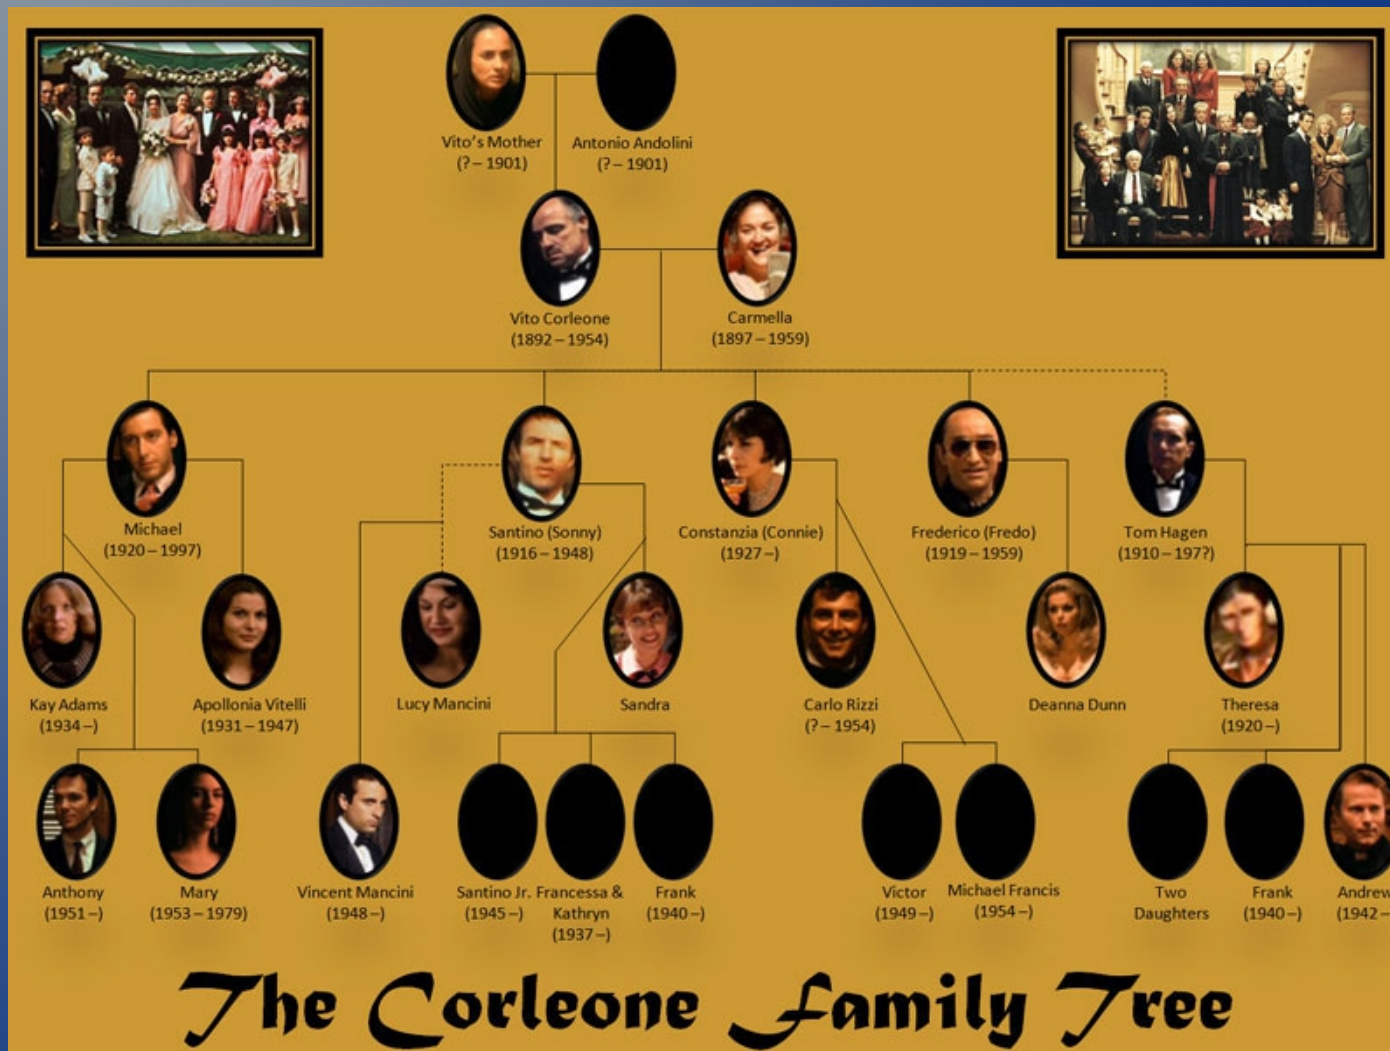 Vito's Mother
(? – 1901)
Antonio Andolini
(? – 1901)
Vito Corleone
(1892 – 1954)
Carmella
(1897 – 1959)
Michael
(1920 – 1997)
Santino (Sonny)
(1916 – 1948)
Constanzia (Connie)
(1927 –)
Frederico (Fredo)
(1919 – 1959)
Tom Hagen
(1910 – 197?)
Kay Adams
(1934 –)
Apollonia Vitelli
(1931 – 1947)
Lucy Mancini
Sandra
Carlo Rizzi
(? – 1954)
Deanna Dunn
Theresa
(1920 –)
Anthony
(1951 –)
Mary
(1953 – 1979)
Vincent Mancini
(1948 –)
Santino Jr.
(1945 –)
Francessa &
Kathryn
(1937 –)
Frank
(1940 –)
Victor
(1949 –)
Michael Francis
(1954 –)
Two
Daughters
Frank
(1940 –)
Andrew
(1942 –
The Corleone Family Tree